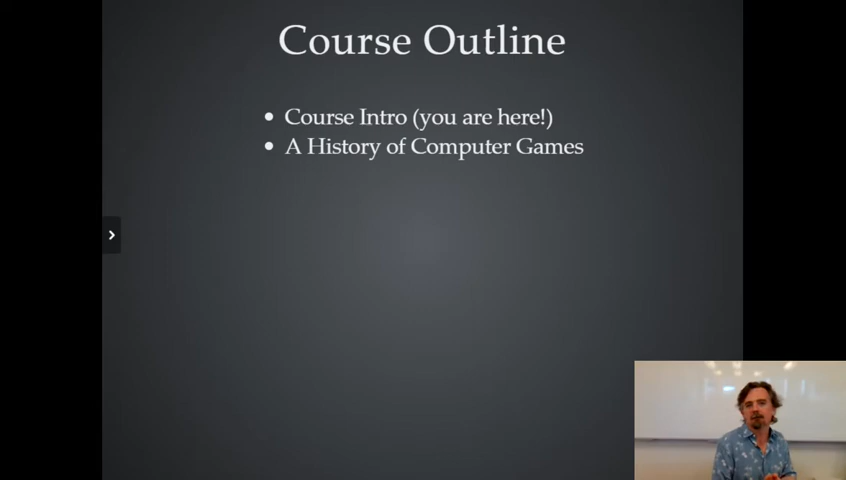 Course Outline
• Course Intro (you are here!)
• A History of Computer Games